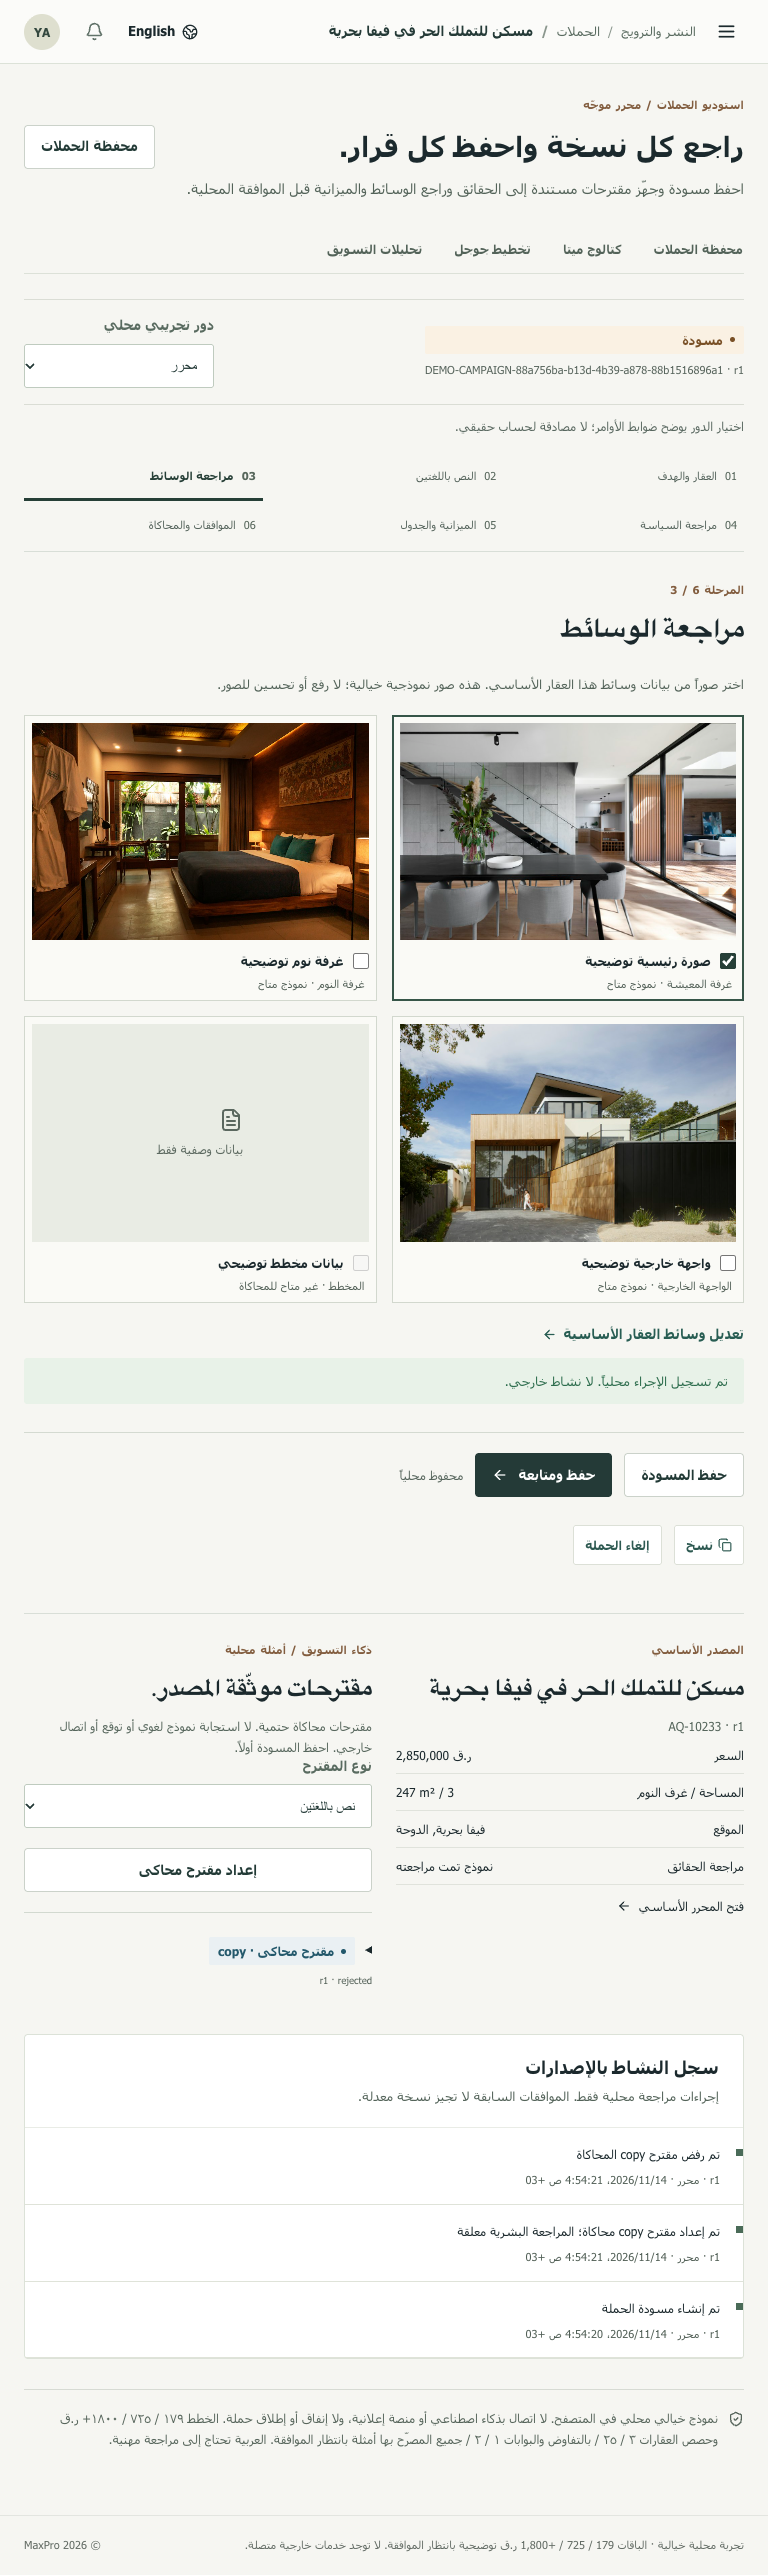 النشر والترويج / الحملات / مسكن للتملك الحر في فيفا بحرية
English
YA
استوديو الحملات / محرر موجّه
راجع كل نسخة واحفظ كل قرار.
محفظة الحملات
احفظ مسودة وجهّز مقترحات مستندة إلى الحقائق وراجع الوسائط والميزانية قبل الموافقة المحلية.
محفظة الحملات
كتالوج ميتا
تخطيط جوجل
تحليلات التسويق
• مسودة
DEMO-CAMPAIGN-88a756ba-b13d-4b39-a878-88b1516896a1 · r1
دور تجريبي محلي
محرر
اختيار الدور يوضح ضوابط الأوامر؛ لا مصادقة لحساب حقيقي.
01 العقار والهدف
02 النص باللغتين
03 مراجعة الوسائط
04 مراجعة السياسة
05 الميزانية والجدول
06 الموافقات والمحاكاة
المرحلة 6 / 3
مراجعة الوسائط
اختر صوراً من بيانات وسائط هذا العقار الأساسي. هذه صور نموذجية خيالية؛ لا رفع أو تحسين للصور.
صورة رئيسية توضيحية
غرفة المعيشة · نموذج متاح
غرفة نوم توضيحية
غرفة النوم · نموذج متاح
واجهة خارجية توضيحية
الواجهة الخارجية · نموذج متاح
بيانات وصفية فقط
بيانات مخطط توضيحي
المخطط · غير متاح للمحاكاة
تعديل وسائط العقار الأساسية
تم تسجيل الإجراء محلياً. لا نشاط خارجي.
حفظ المسودة
حفظ ومتابعة
محفوظ محلياً
نسخ
إلغاء الحملة
المصدر الأساسي
مسكن للتملك الحر في فيفا بحرية
AQ-10233 · r1
السعر
ر.ق 2,850,000
المساحة / غرف النوم
247 m² / 3
الموقع
فيفا بحرية, الدوحة
مراجعة الحقائق
نموذج تمت مراجعته
فتح المحرر الأساسي
ذكاء التسويق / أمثلة محلية
مقترحات موثّقة المصدر.
مقترحات محاكاة حتمية. لا استجابة نموذج لغوي أو توقع أو اتصال
خارجي. احفظ المسودة أولاً.
نوع المقترح
نص باللغتين
إعداد مقترح محاكى
• مقترح محاكى · copy
r1 · rejected
سجل النشاط بالإصدارات
إجراءات مراجعة محلية فقط. الموافقات السابقة لا تجيز نسخة معدلة.
تم رفض مقترح copy المحاكاة
r1 · محرر · 2026/11/14، 4:54:21 ص +03
تم إعداد مقترح copy محاكاة؛ المراجعة البشرية معلقة
r1 · محرر · 2026/11/14، 4:54:21 ص +03
تم إنشاء مسودة الحملة
r1 · محرر · 2026/11/14، 4:54:20 ص +03
نموذج خيالي محلي في المتصفح. لا اتصال بذكاء اصطناعي أو منصة إعلانية، ولا إنفاق أو إطلاق حملة. الخطط ١٧٩ / ٧٢٥ / ١٨٠٠+ ر.ق
وحصص العقارات ٣ / ٢٥ / بالتفاوض والبوابات ١ / ٢ / جميع المصرّح بها أمثلة بانتظار الموافقة. العربية تحتاج إلى مراجعة مهنية.
تجربة محلية خيالية · الباقات 179 / 725 / +1,800 ر.ق توضيحية بانتظار الموافقة. لا توجد خدمات خارجية متصلة.
© 2026 MaxPro